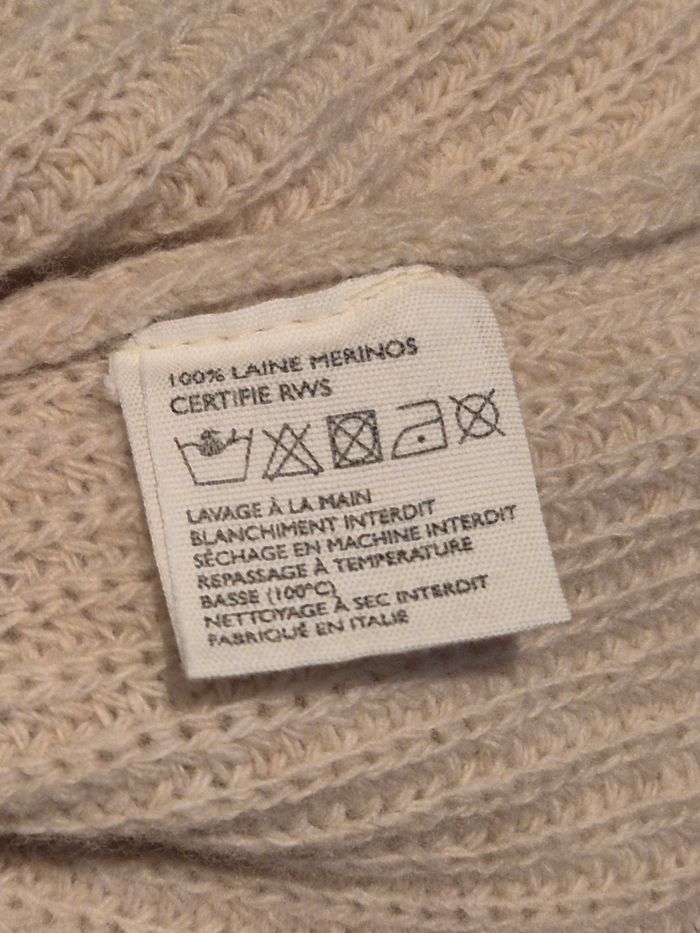 100% LAINE MERINOS
CERTIFIE RWS
LAVAGE À LA MAIN
BLANCHIMENT INTERDIT
SÉCHAGE EN MACHINE INTERDIT
REPASSAGE À TEMPERATURE
BASSE (100°C)
NETTOYAGE À SEC INTERDIT
FABRIQUÉ EN ITALIE